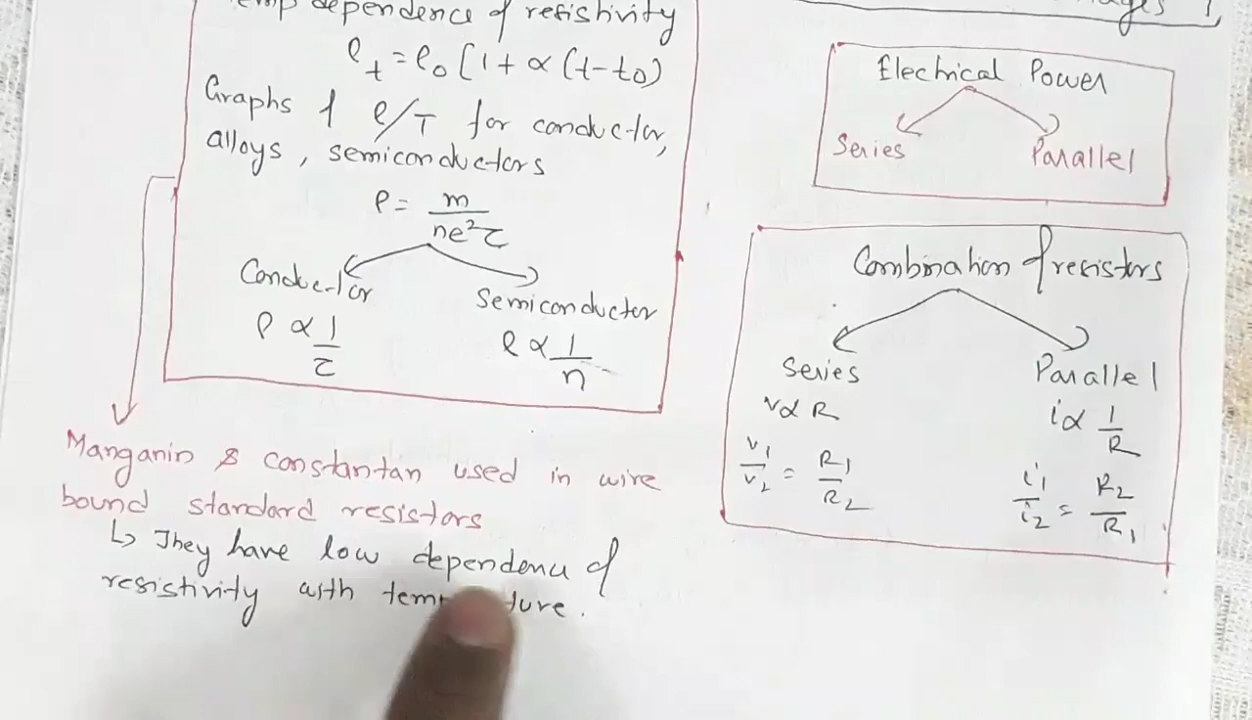 dependence of resistivity
ρt = ρ0 [1 + α (t - t0)
Graphs of ρ/T for conductor,
alloys, semiconductors
ρ = m/ne²τ
Conductor
ρ ∝ 1/τ
Semiconductor
ρ ∝ 1/n
Manganin & constantan used in wire
bound standard resistors
↳ They have low dependence of
resistivity with temperature.
Electrical Power
Series
Parallel
Combination of resistors
Series
V ∝ R
V1/V2 = R1/R2
Parallel
i ∝ 1/R
i1/i2 = R2/R1